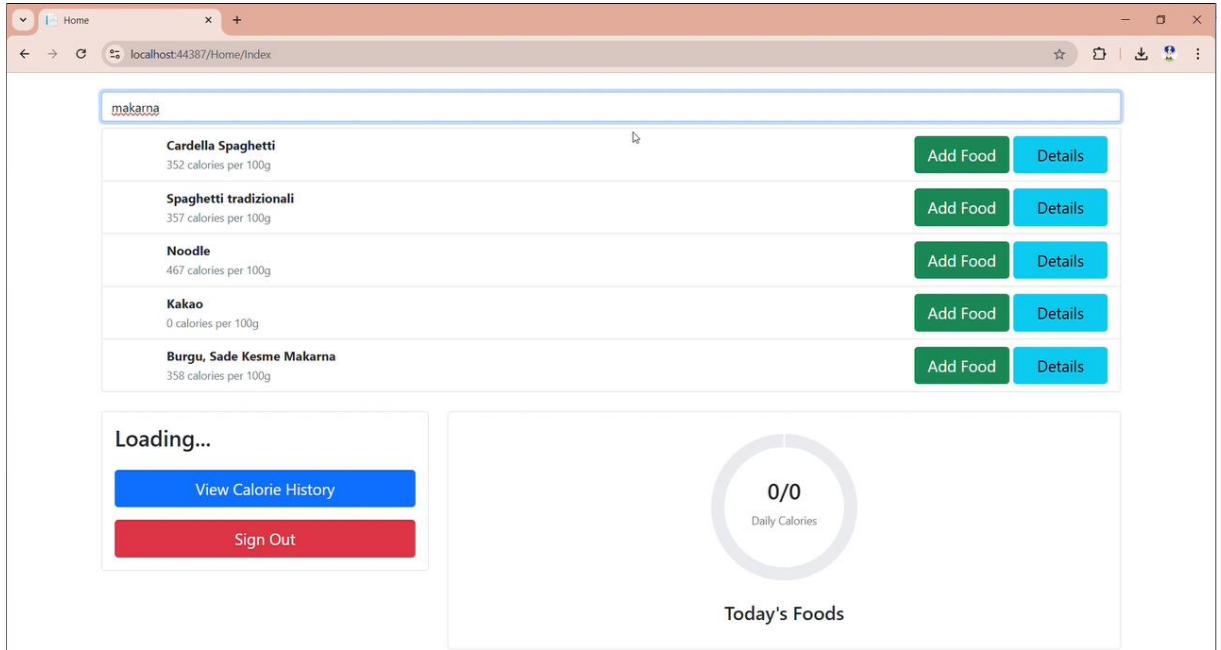 Home
localhost:44387/Home/Index
makarna
Cardella Spaghetti
352 calories per 100g
Add Food
Details
Spaghetti tradizionali
357 calories per 100g
Add Food
Details
Noodle
467 calories per 100g
Add Food
Details
Kakao
0 calories per 100g
Add Food
Details
Burgu, Sade Kesme Makarna
358 calories per 100g
Add Food
Details
Loading...
View Calorie History
Sign Out
0/0
Daily Calories
Today's Foods